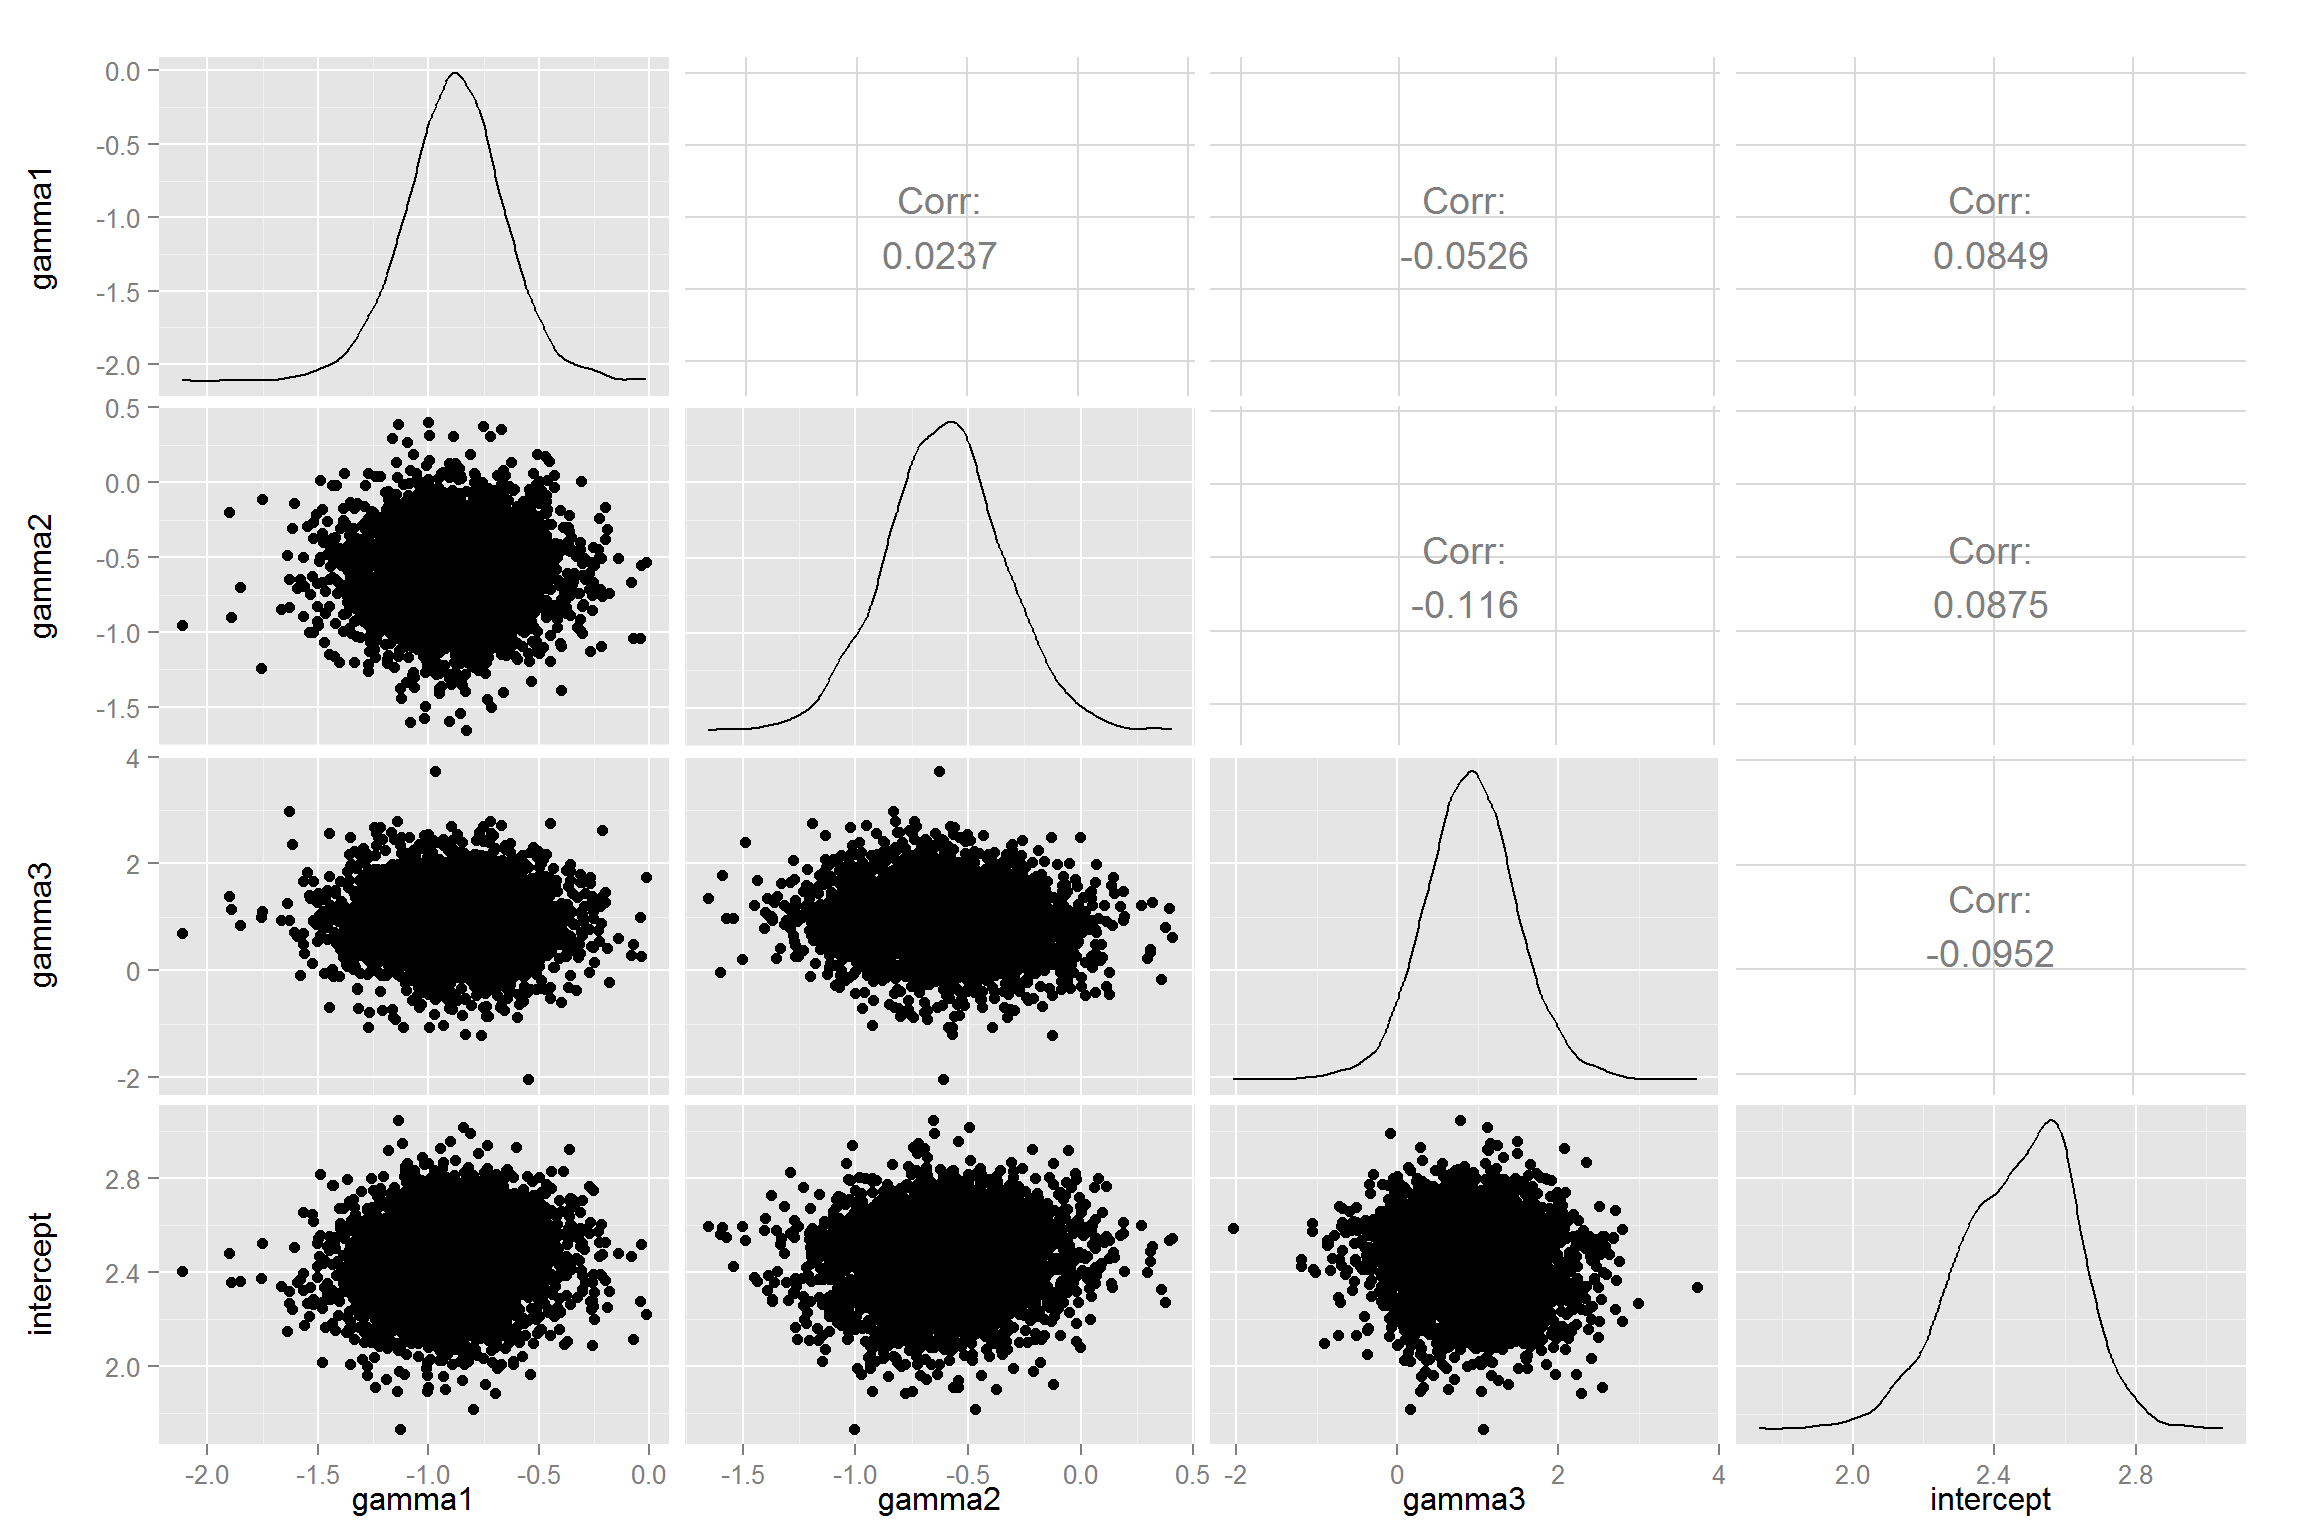 gamma1
0.0
-0.5
-1.0
-1.5
-2.0
Corr:
0.0237
Corr:
-0.0526
Corr:
0.0849
gamma2
0.5
0.0
-0.5
-1.0
-1.5
Corr:
-0.116
Corr:
0.0875
gamma3
4
2
0
-2
Corr:
-0.0952
intercept
2.8
2.4
2.0
-2.0 -1.5 -1.0 -0.5 0.0
-1.5 -1.0 -0.5 0.0 0.5
-2 0 2 4
2.0 2.4 2.8
gamma1
gamma2
gamma3
intercept